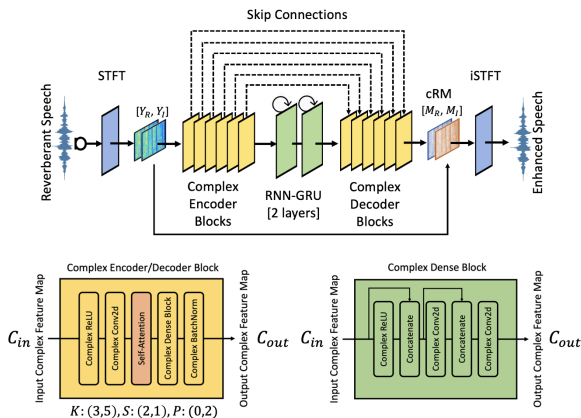 Skip Connections
STFT
iSTFT
cRM
[Y_R, Y_I]
[M_R, M_I]
Reverberant Speech
Enhanced Speech
Complex
Encoder
Blocks
RNN-GRU
[2 layers]
Complex
Decoder
Blocks
Complex Encoder/Decoder Block
C_in
Input Complex Feature Map
Complex ReLU
Complex Conv2d
Self-Attention
Complex Dense Block
Complex BatchNorm
Output Complex Feature Map
C_out
K: (3,5), S: (2,1), P: (0,2)
Complex Dense Block
C_in
Input Complex Feature Map
Complex ReLU
Concatenate
Complex Conv2d
Concatenate
Complex Conv2d
Output Complex Feature Map
C_out